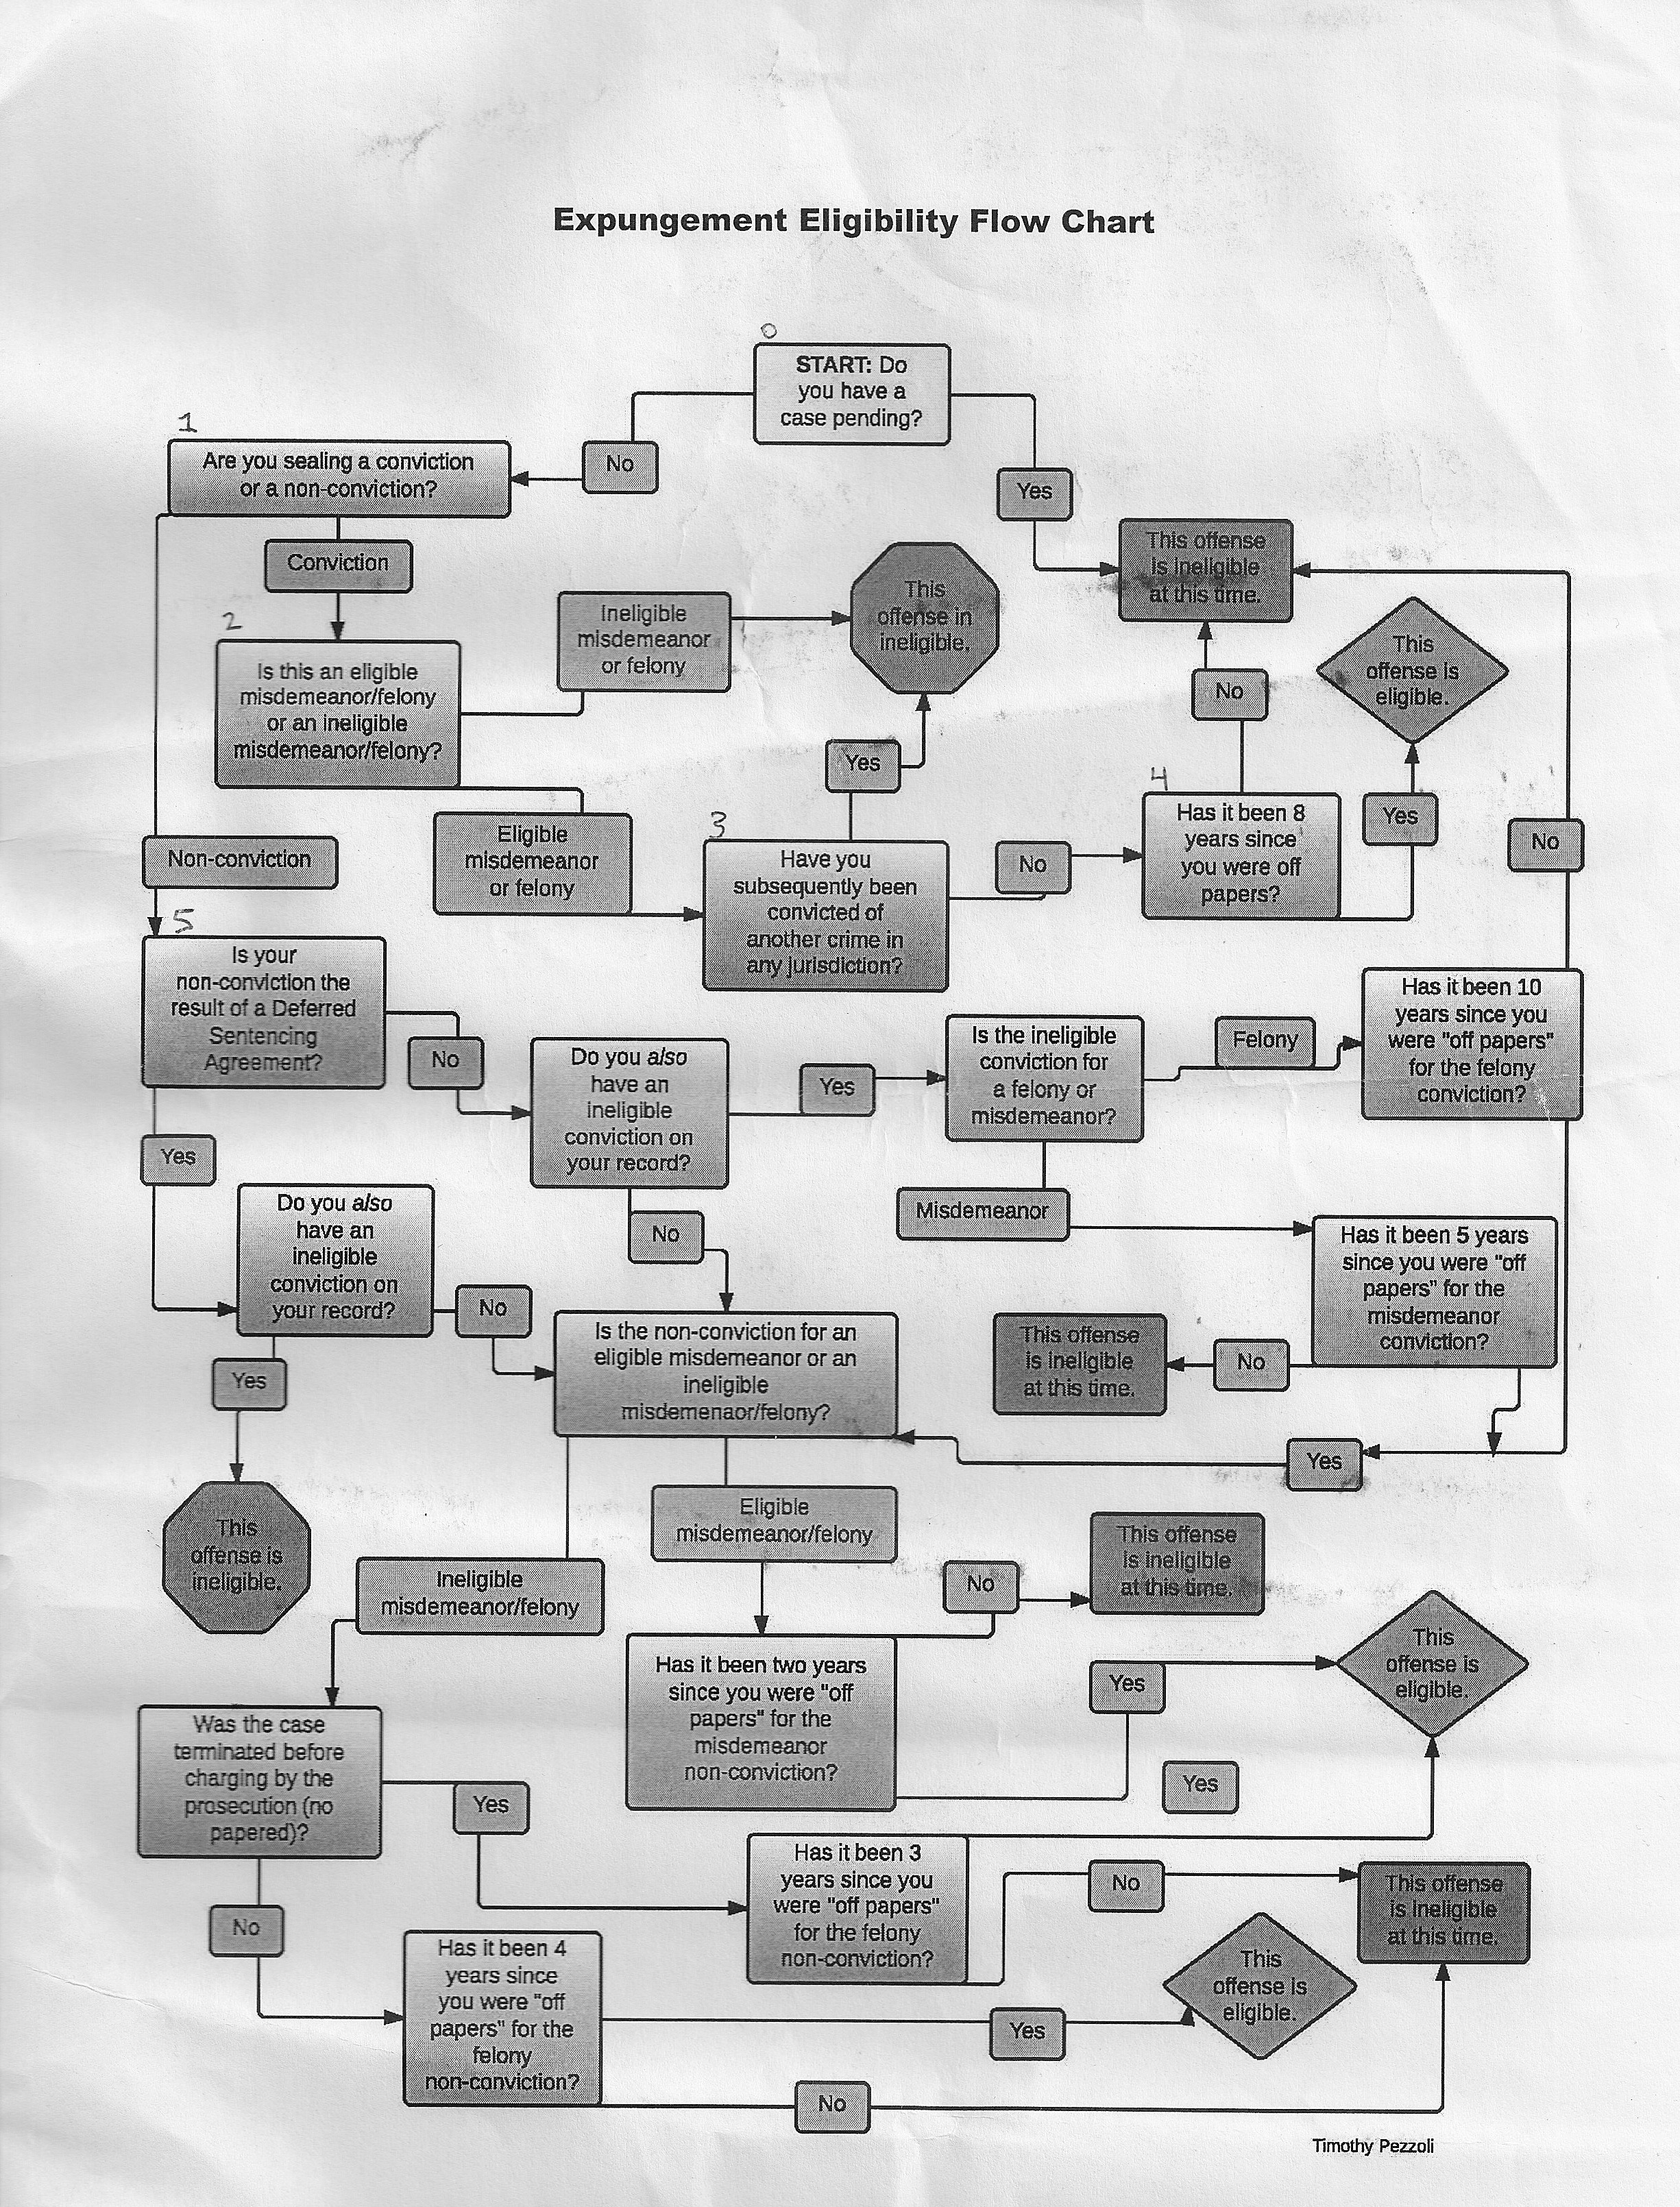 Expungement Eligibility Flow Chart
0
START: Do
you have a
case pending?
1
Are you sealing a conviction
or a non-conviction?
No
Yes
Conviction
This offense
is ineligible
at this time.
This
offense in
ineligible.
Ineligible
misdemeanor
or felony
2
Is this an eligible
misdemeanor/felony
or an ineligible
misdemeanor/felony?
This
offense is
eligible.
No
Yes
4
Has it been 8
years since
you were off
papers?
Yes
No
Eligible
misdemeanor
or felony
3
Have you
subsequently been
convicted of
another crime in
any jurisdiction?
No
Non-conviction
5
Is your
non-conviction the
result of a Deferred
Sentencing
Agreement?
No
Do you also
have an
ineligible
conviction on
your record?
Yes
Is the ineligible
conviction for
a felony or
misdemeanor?
Felony
Has it been 10
years since you
were "off papers"
for the felony
conviction?
Yes
Do you also
have an
ineligible
conviction on
your record?
No
No
Misdemeanor
Has it been 5 years
since you were "off
papers" for the
misdemeanor
conviction?
Is the non-conviction for an
eligible misdemeanor or an
ineligible
misdemenaor/felony?
This offense
is ineligible
at this time.
No
Yes
Yes
This
offense is
ineligible.
Eligible
misdemeanor/felony
Ineligible
misdemeanor/felony
No
This offense
is ineligible
at this time.
Has it been two years
since you were "off
papers" for the
misdemeanor
non-conviction?
Yes
This
offense is
eligible.
Was the case
terminated before
charging by the
prosecution (no
papered)?
Yes
Yes
Has it been 3
years since you
were "off papers"
for the felony
non-conviction?
No
This offense
is ineligible
at this time.
No
Has it been 4
years since
you were "off
papers" for the
felony
non-conviction?
Yes
This
offense is
eligible.
No
Timothy Pezzoli